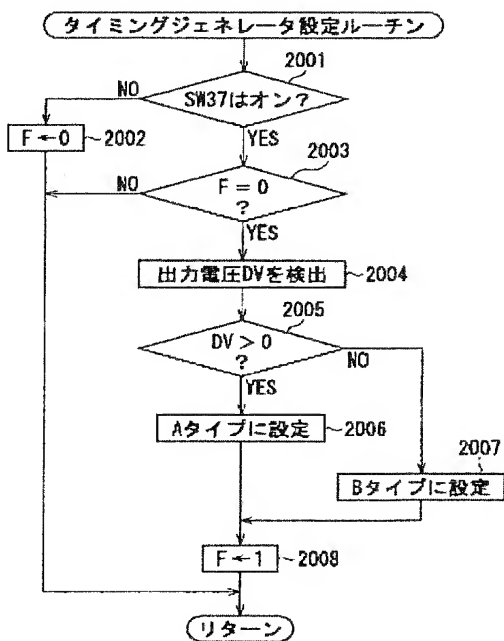 タイミングジェネレータ設定ルーチン
2001
SW37はオン?
NO
YES
F←0
2002
2003
F=0
?
NO
YES
出力電圧DVを検出
2004
2005
DV>0
?
NO
YES
Aタイプに設定
2006
2007
Bタイプに設定
F←1
2008
リターン